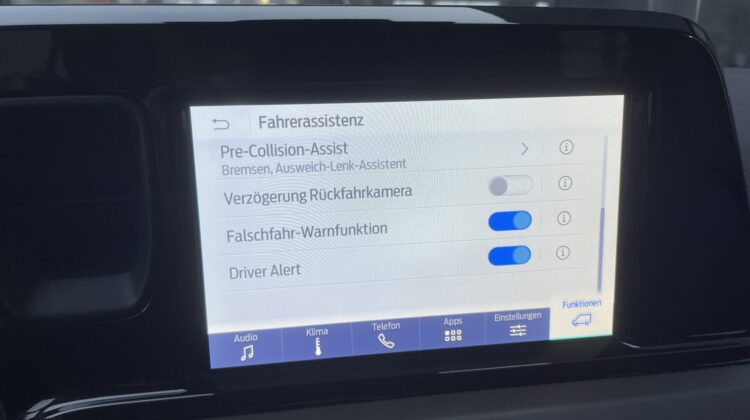 Fahrerassistenz
Pre-Collision-Assist
Bremsen, Ausweich-Lenk-Assistent
Verzögerung Rückfahrkamera
Falschfahr-Warnfunktion
Driver Alert
Audio
Klima
Telefon
Apps
Einstellungen
Funktionen